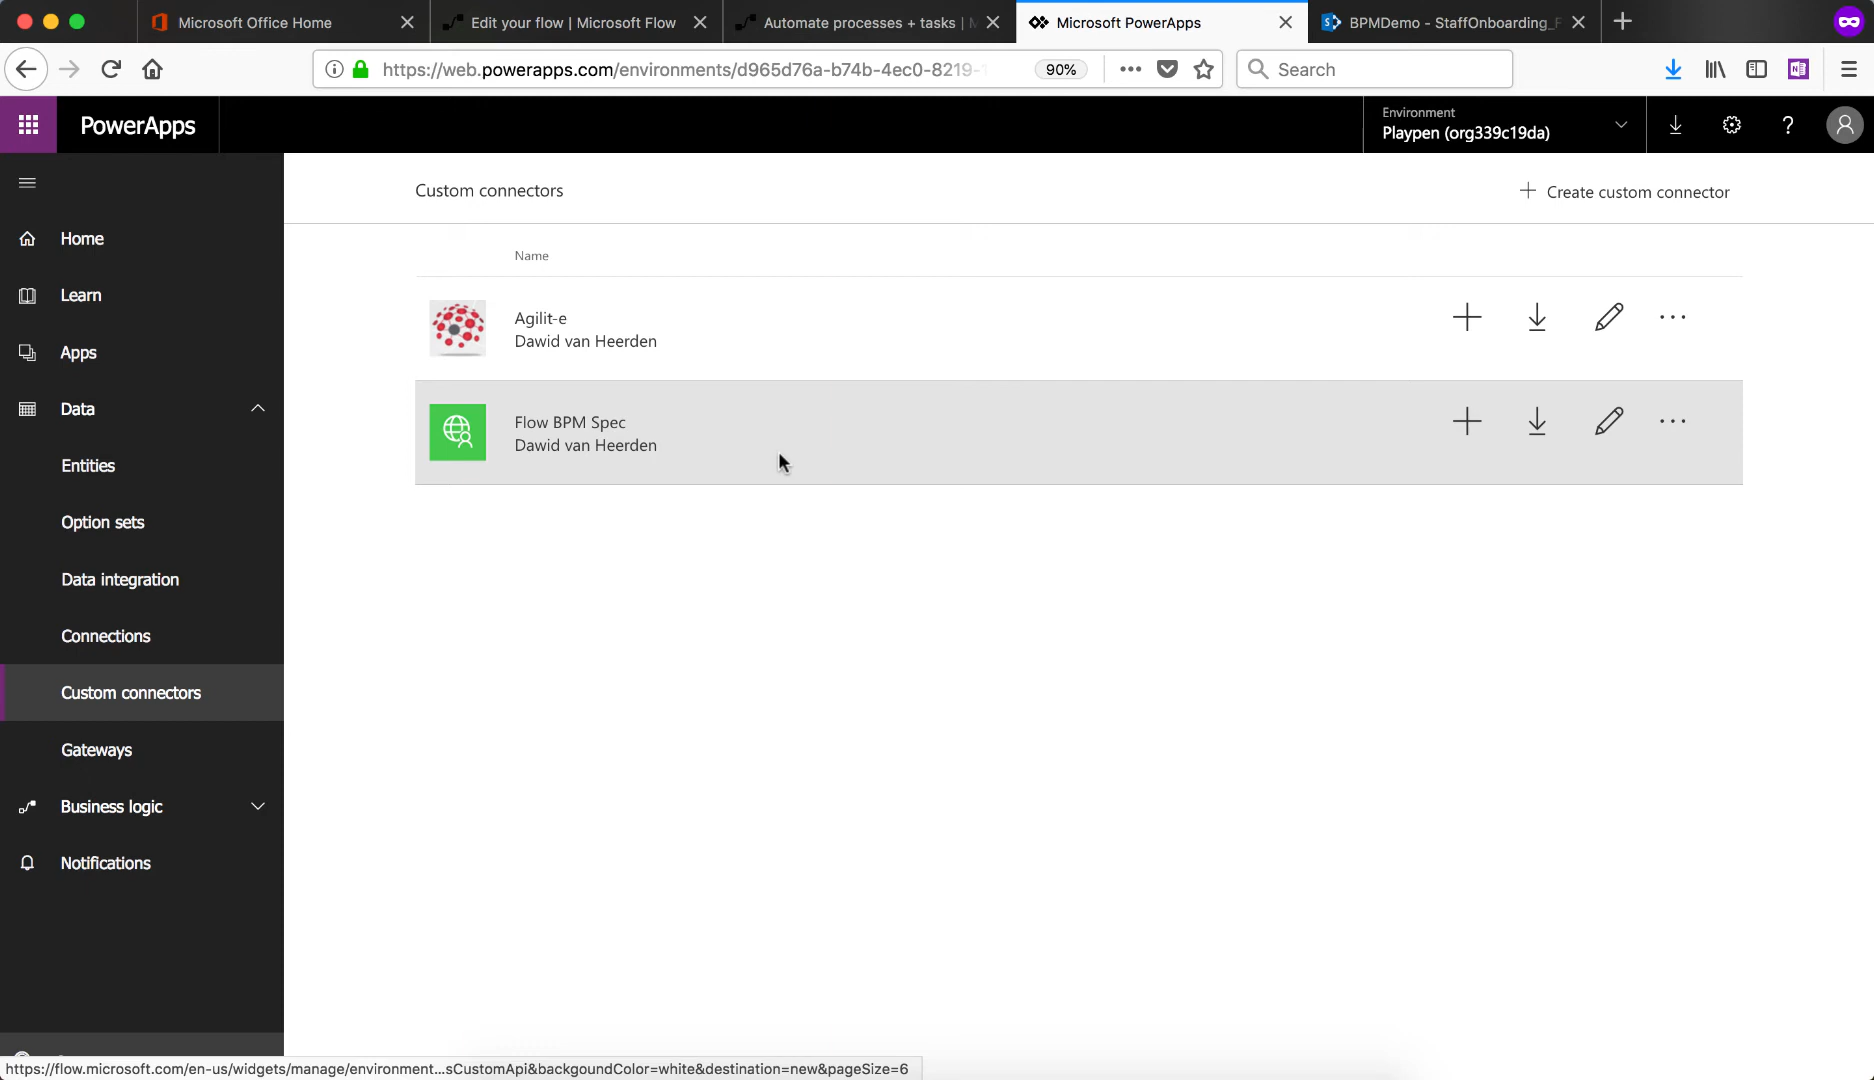 Microsoft Office Home
Edit your flow | Microsoft Flow
Automate processes + tasks |
Microsoft PowerApps
BPMDemo - StaffOnboarding_
https://web.powerapps.com/environments/d965d76a-b74b-4ec0-8219-
90%
Search
PowerApps
Environment
Playpen (org339c19da)
Custom connectors
Create custom connector
Home
Learn
Apps
Data
Entities
Option sets
Data integration
Connections
Custom connectors
Gateways
Business logic
Notifications
Name
Agilit-e
Dawid van Heerden
Flow BPM Spec
Dawid van Heerden
https://flow.microsoft.com/en-us/widgets/manage/environment...sCustomApi&backgoundColor=white&destination=new&pageSize=6